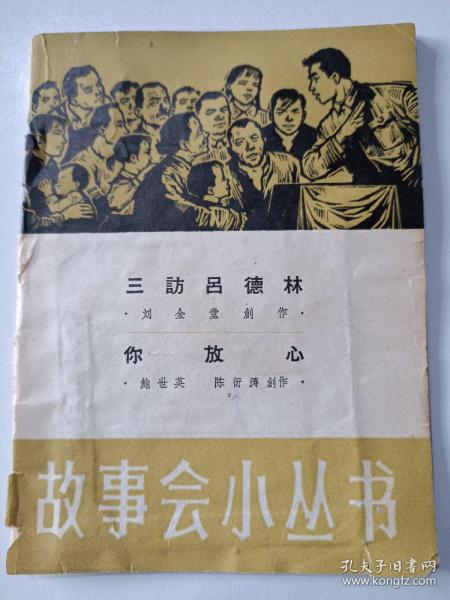 三訪呂德林
·刘金堂創作·
你放心
·鮑世英 陈衍涛創作·
故事会小丛书
孔夫子旧书网
www.kongfz.com